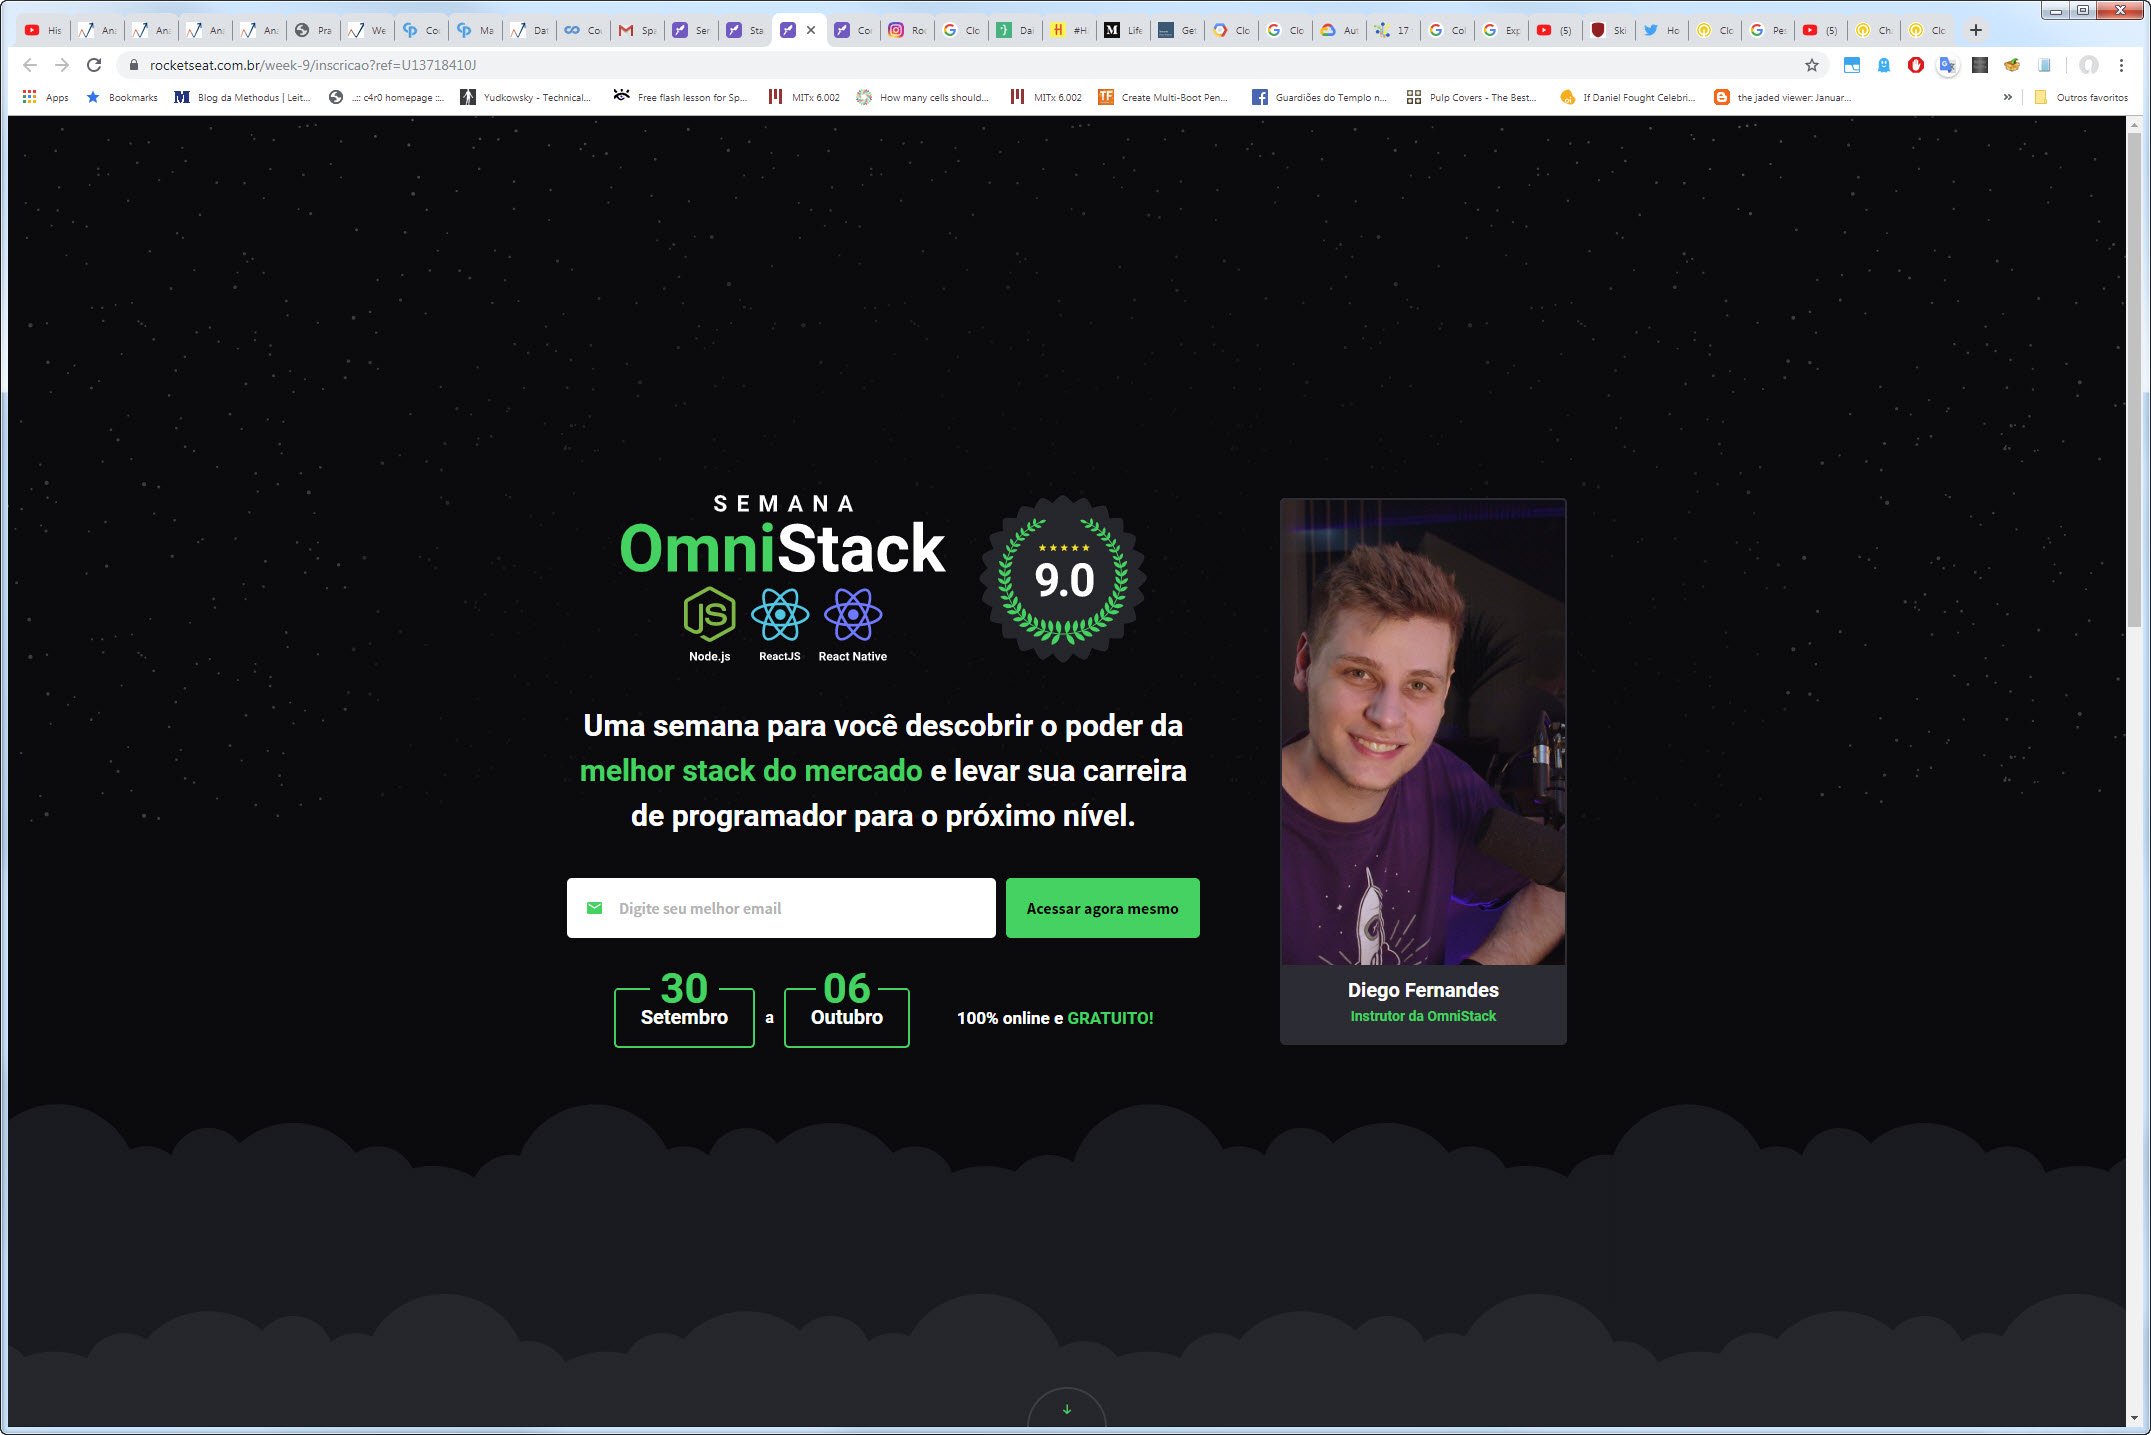 His
An
An
An
An
Pra
We
Co
Ma
Da
Co
Sp
Se
Sta
Co
Ro
Clo
Dai
#H
Life
Ge
Clo
Clo
Aut
17
Col
Exp
(5)
Ski
Ho
Clo
Pe
(5)
Ch
Clo
rocketseat.com.br/week-9/inscricao?ref=U13718410J
Apps
Bookmarks
Blog da Methodus | Leit...
..:: c4r0 homepage ::..
Yudkowsky - Technical...
Free flash lesson for Sp...
MITx 6.002
How many cells should...
MITx 6.002
Create Multi-Boot Pen...
Guardiões do Templo n...
Pulp Covers - The Best...
If Daniel Fought Celebri...
the jaded viewer: Januar...
»
Outros favoritos
SEMANA
OmniStack
9.0
JS
Node.js ReactJS React Native
Uma semana para você descobrir o poder da
melhor stack do mercado e levar sua carreira
de programador para o próximo nível.
Digite seu melhor email
Acessar agora mesmo
30
Setembro
a
06
Outubro
100% online e GRATUITO!
Diego Fernandes
Instrutor da OmniStack